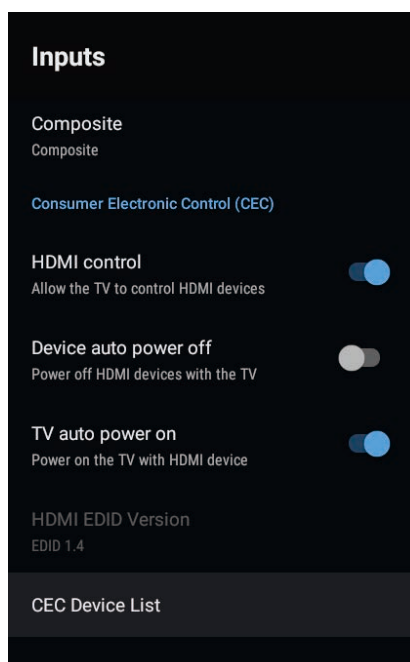 Inputs
Composite
Composite
Consumer Electronic Control (CEC)
HDMI control
Allow the TV to control HDMI devices
Device auto power off
Power off HDMI devices with the TV
TV auto power on
Power on the TV with HDMI device
HDMI EDID Version
EDID 1.4
CEC Device List